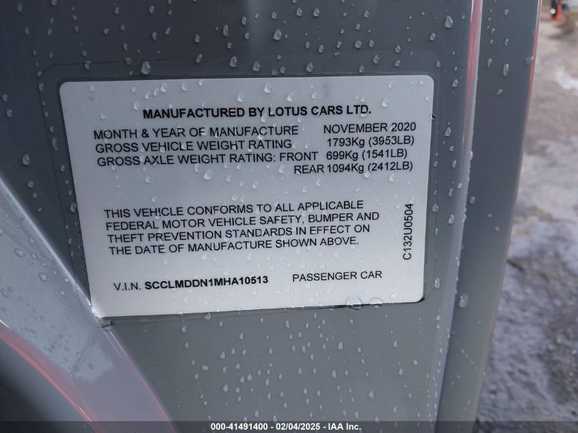 MANUFACTURED BY LOTUS CARS LTD.
MONTH & YEAR OF MANUFACTURE NOVEMBER 2020
GROSS VEHICLE WEIGHT RATING 1793Kg (3953LB)
GROSS AXLE WEIGHT RATING: FRONT 699Kg (1541LB)
REAR 1094Kg (2412LB)
THIS VEHICLE CONFORMS TO ALL APPLICABLE
FEDERAL MOTOR VEHICLE SAFETY, BUMPER AND
THEFT PREVENTION STANDARDS IN EFFECT ON
THE DATE OF MANUFACTURE SHOWN ABOVE.
C132U0504
V.I.N. SCCLMDDN1MHA10513 PASSENGER CAR
000-41491400 - 02/04/2025 - IAA Inc.